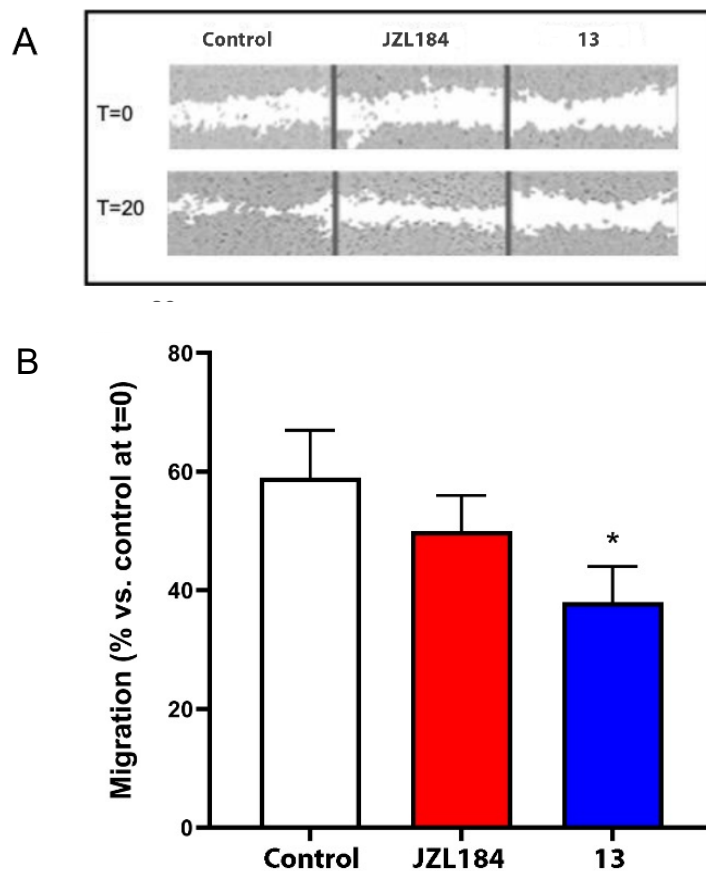 A
Control JZL184 13
T=0
T=20
B
Migration (% vs. control at t=0)
80
60
40
20
0
*
Control JZL184 13